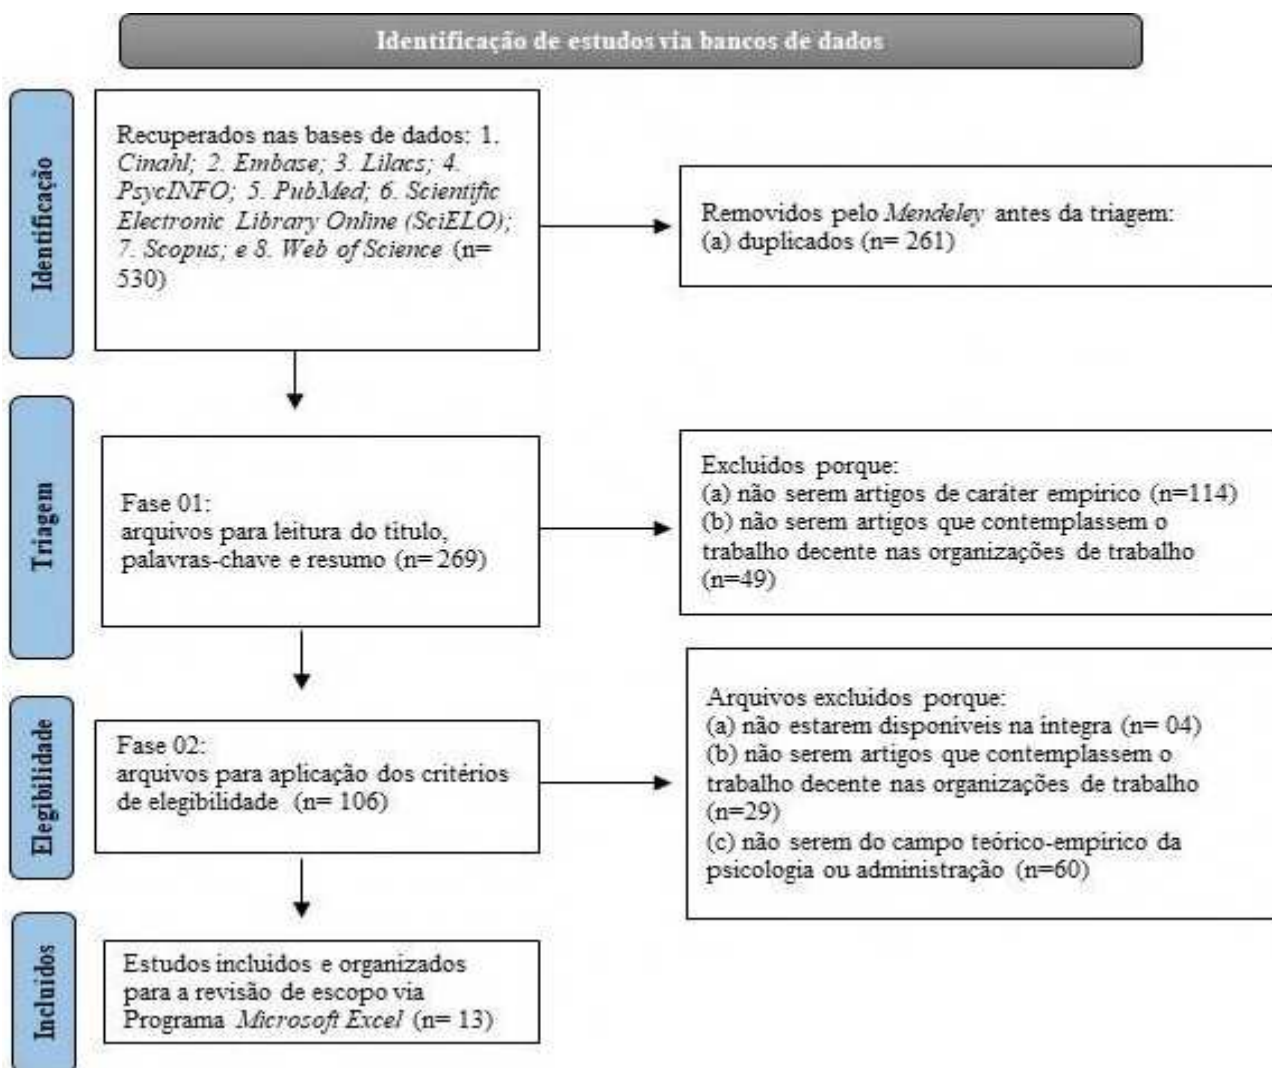 Identificação de estudos via bancos de dados
Identificação
Recuperados nas bases de dados: 1.
Cinahl; 2. Embase; 3. Lilacs; 4.
PsycINFO; 5. PubMed; 6. Scientific
Electronic Library Online (SciELO);
7. Scopus; e 8. Web of Science (n=
530)
Removidos pelo Mendeley antes da triagem:
(a) duplicados (n= 261)
Triagem
Fase 01:
arquivos para leitura do título,
palavras-chave e resumo (n= 269)
Excluídos porque:
(a) não serem artigos de caráter empírico (n=114)
(b) não serem artigos que contemplassem o
trabalho decente nas organizações de trabalho
(n=49)
Elegibilidade
Fase 02:
arquivos para aplicação dos critérios
de elegibilidade (n= 106)
Arquivos excluídos porque:
(a) não estarem disponíveis na íntegra (n= 04)
(b) não serem artigos que contemplassem o
trabalho decente nas organizações de trabalho
(n=29)
(c) não serem do campo teórico-empírico da
psicologia ou administração (n=60)
Incluídos
Estudos incluídos e organizados
para a revisão de escopo via
Programa Microsoft Excel (n= 13)